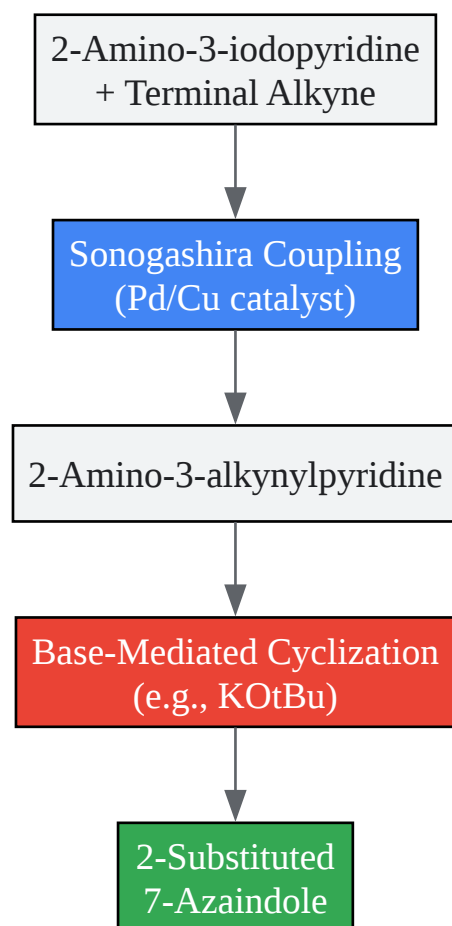 2-Amino-3-iodopyridine
+ Terminal Alkyne
Sonogashira Coupling
(Pd/Cu catalyst)
2-Amino-3-alkynylpyridine
Base-Mediated Cyclization
(e.g., KOtBu)
2-Substituted
7-Azaindole